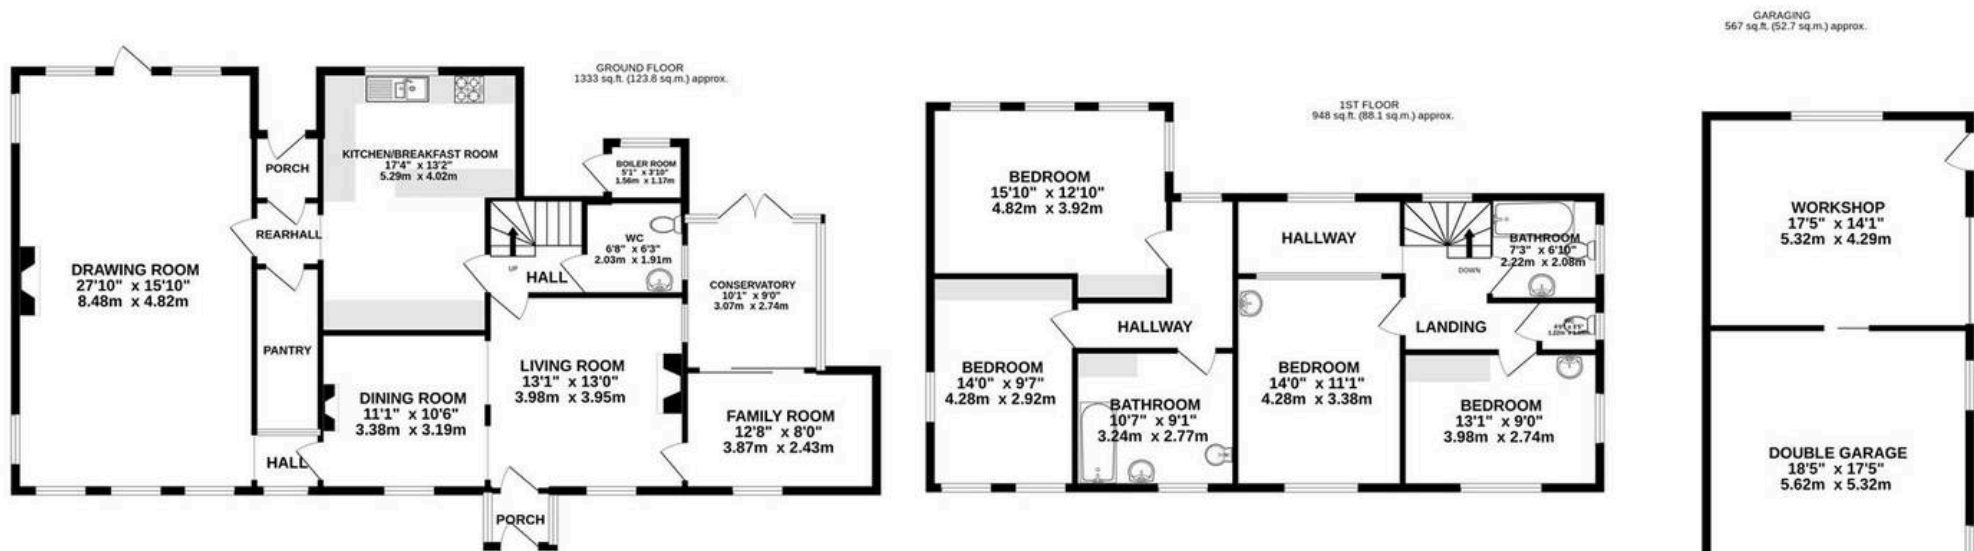 GROUND FLOOR
1333 sq.ft. (123.8 sq.m.) approx.
KITCHEN/BREAKFAST ROOM
17'4" x 13'2"
5.29m x 4.02m
BOILER ROOM
5'1" x 3'10"
1.56m x 1.17m
PORCH
REARHALL
WC
6'8" x 6'3"
2.03m x 1.91m
UP
HALL
DRAWING ROOM
27'10" x 15'10"
8.48m x 4.82m
CONSERVATORY
10'1" x 9'0"
3.07m x 2.74m
PANTRY
LIVING ROOM
13'1" x 13'0"
3.98m x 3.95m
DINING ROOM
11'1" x 10'6"
3.38m x 3.19m
FAMILY ROOM
12'8" x 8'0"
3.87m x 2.43m
HALL
PORCH
1ST FLOOR
948 sq.ft. (88.1 sq.m.) approx.
BEDROOM
15'10" x 12'10"
4.82m x 3.92m
HALLWAY
BATHROOM
7'3" x 6'10"
2.22m x 2.08m
DOWN
HALLWAY
LANDING
BEDROOM
14'0" x 9'7"
4.28m x 2.92m
BEDROOM
14'0" x 11'1"
4.28m x 3.38m
BATHROOM
10'7" x 9'1"
3.24m x 2.77m
BEDROOM
13'1" x 9'0"
3.98m x 2.74m
GARAGING
567 sq.ft. (52.7 sq.m.) approx.
WORKSHOP
17'5" x 14'1"
5.32m x 4.29m
DOUBLE GARAGE
18'5" x 17'5"
5.62m x 5.32m